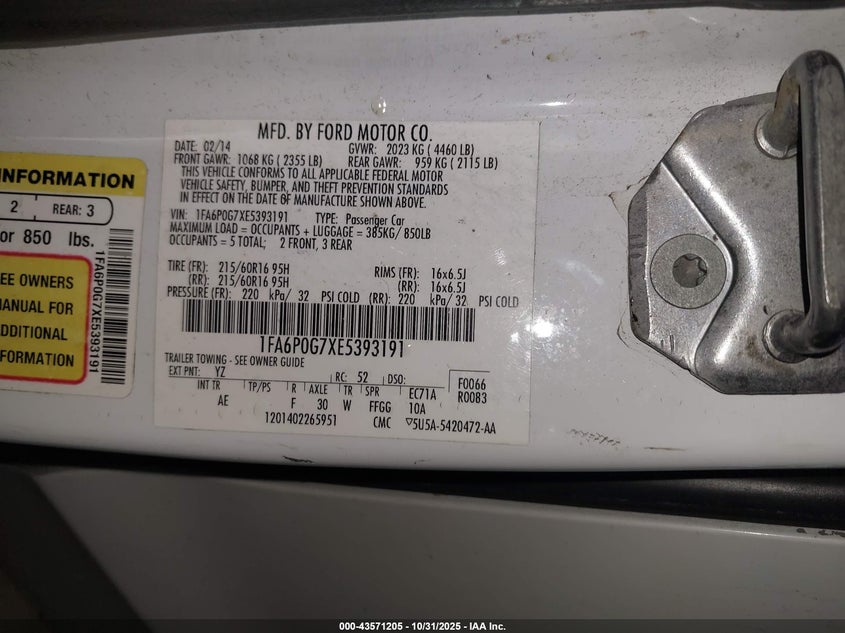 INFORMATION
2 REAR: 3
or 850 lbs.
EE OWNERS
MANUAL FOR
ADDITIONAL
INFORMATION
1FA6P0G7XE5393191
MFD. BY FORD MOTOR CO.
DATE: 02/14 GVWR: 2023 KG ( 4460 LB)
FRONT GAWR: 1068 KG ( 2355 LB) REAR GAWR: 959 KG ( 2115 LB)
THIS VEHICLE CONFORMS TO ALL APPLICABLE FEDERAL MOTOR
VEHICLE SAFETY, BUMPER, AND THEFT PREVENTION STANDARDS
IN EFFECT ON THE DATE OF MANUFACTURE SHOWN ABOVE.
VIN: 1FA6P0G7XE5393191 TYPE: Passenger Car
MAXIMUM LOAD = OCCUPANTS + LUGGAGE = 385KG/ 850LB
OCCUPANTS = 5 TOTAL; 2 FRONT, 3 REAR
TIRE (FR): 215/60R16 95H RIMS (FR): 16x6.5J
(RR): 215/60R16 95H (RR): 16x6.5J
PRESSURE (FR): 220 kPa/ 32 PSI COLD (RR): 220 kPa/ 32 PSI COLD
1FA6P0G7XE5393191
TRAILER TOWING - SEE OWNER GUIDE
EXT PNT: YZ RC: 52 DSO: F0066
INT TR TP/PS R AXLE TR SPR EC71A R0083
AE F 30 W FFGG 10A
1201402265951 CMC ▽5U5A-5420472-AA
000-43571205 - 10/31/2025 - IAA Inc.